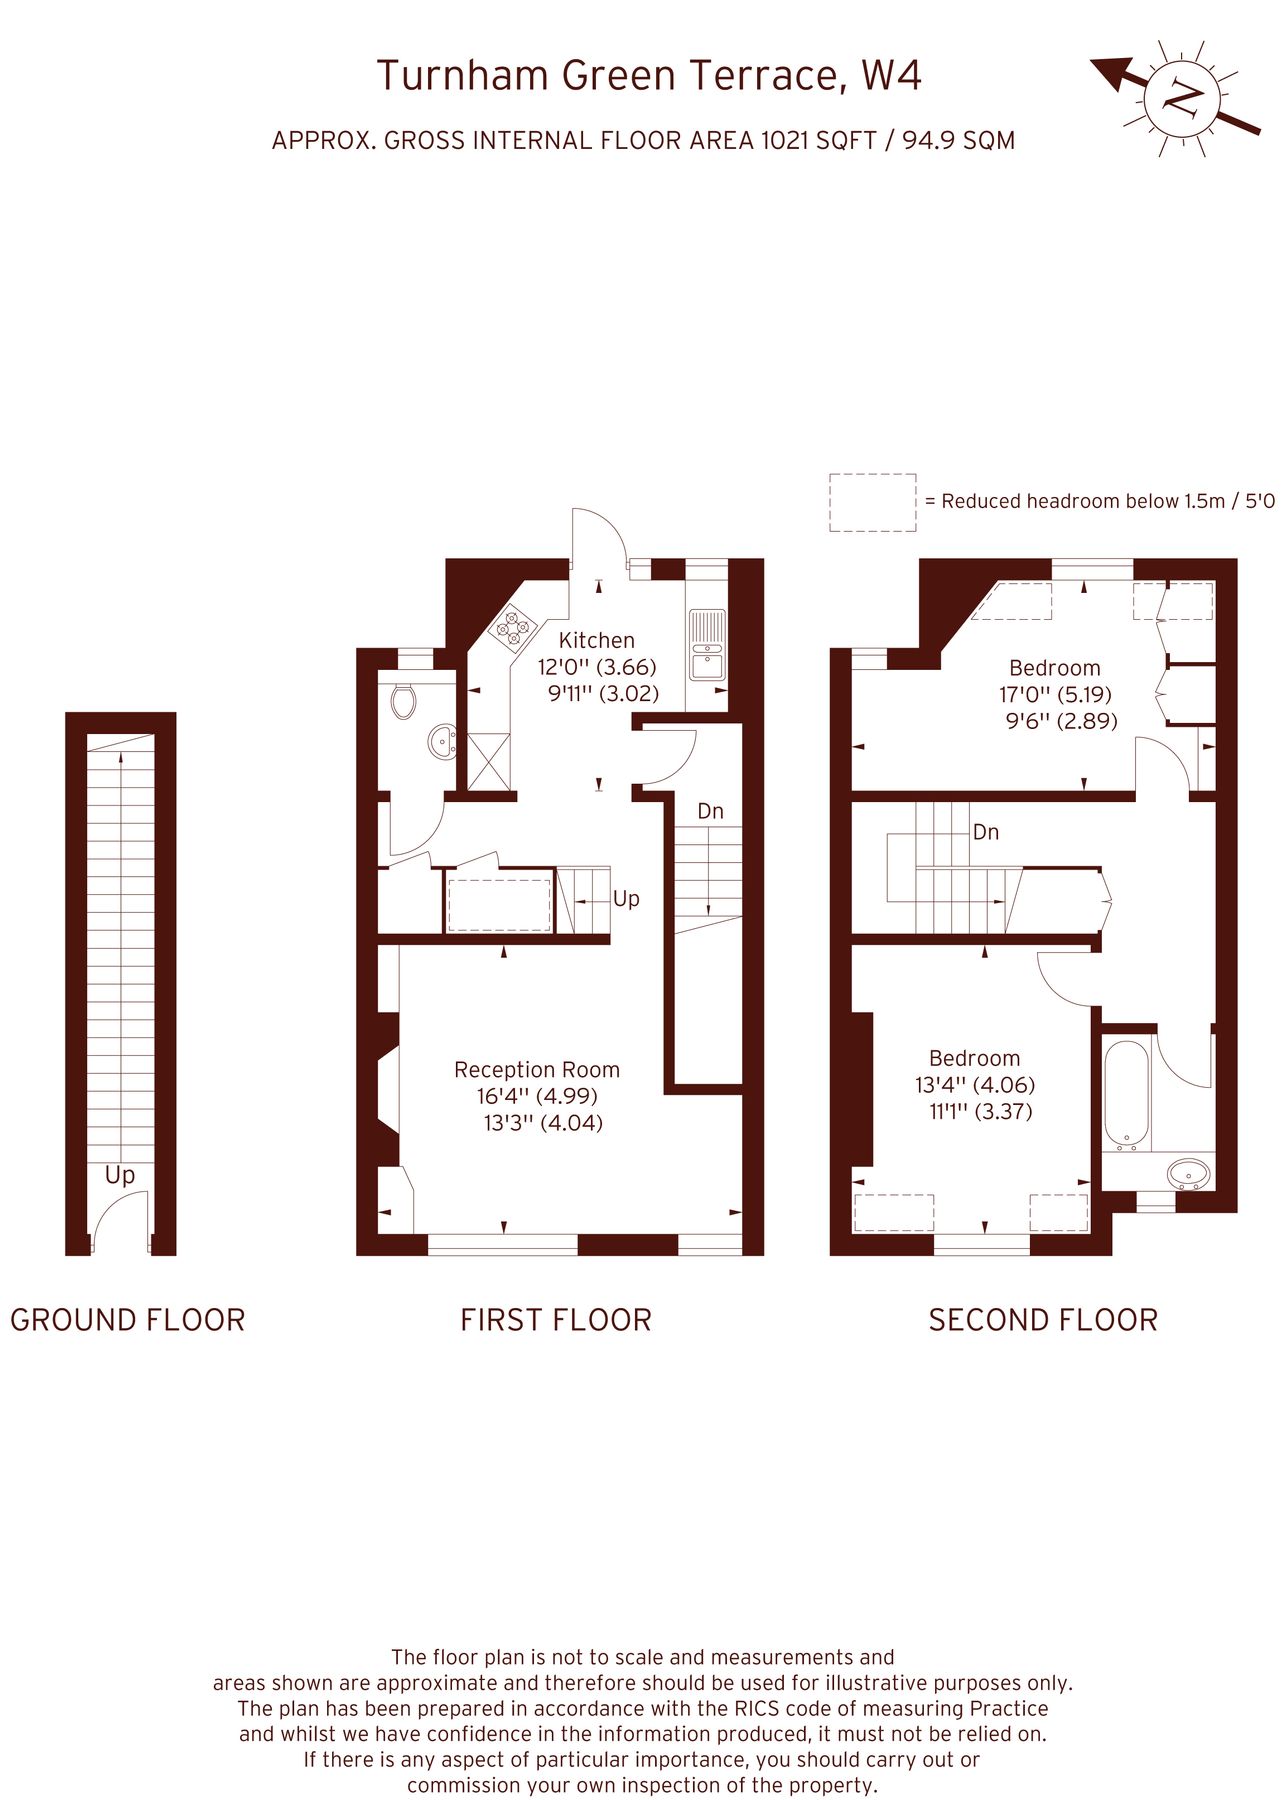 Turnham Green Terrace, W4
N
APPROX. GROSS INTERNAL FLOOR AREA 1021 SQFT / 94.9 SQM
= Reduced headroom below 1.5m / 5'0
Kitchen
12'0" (3.66)
9'11" (3.02)
Bedroom
17'0" (5.19)
9'6" (2.89)
Dn
Dn
Up
Reception Room
16'4" (4.99)
13'3" (4.04)
Bedroom
13'4" (4.06)
11'1" (3.37)
Up
GROUND FLOOR
FIRST FLOOR
SECOND FLOOR
The floor plan is not to scale and measurements and
areas shown are approximate and therefore should be used for illustrative purposes only.
The plan has been prepared in accordance with the RICS code of measuring Practice
and whilst we have confidence in the information produced, it must not be relied on.
If there is any aspect of particular importance, you should carry out or
commission your own inspection of the property.